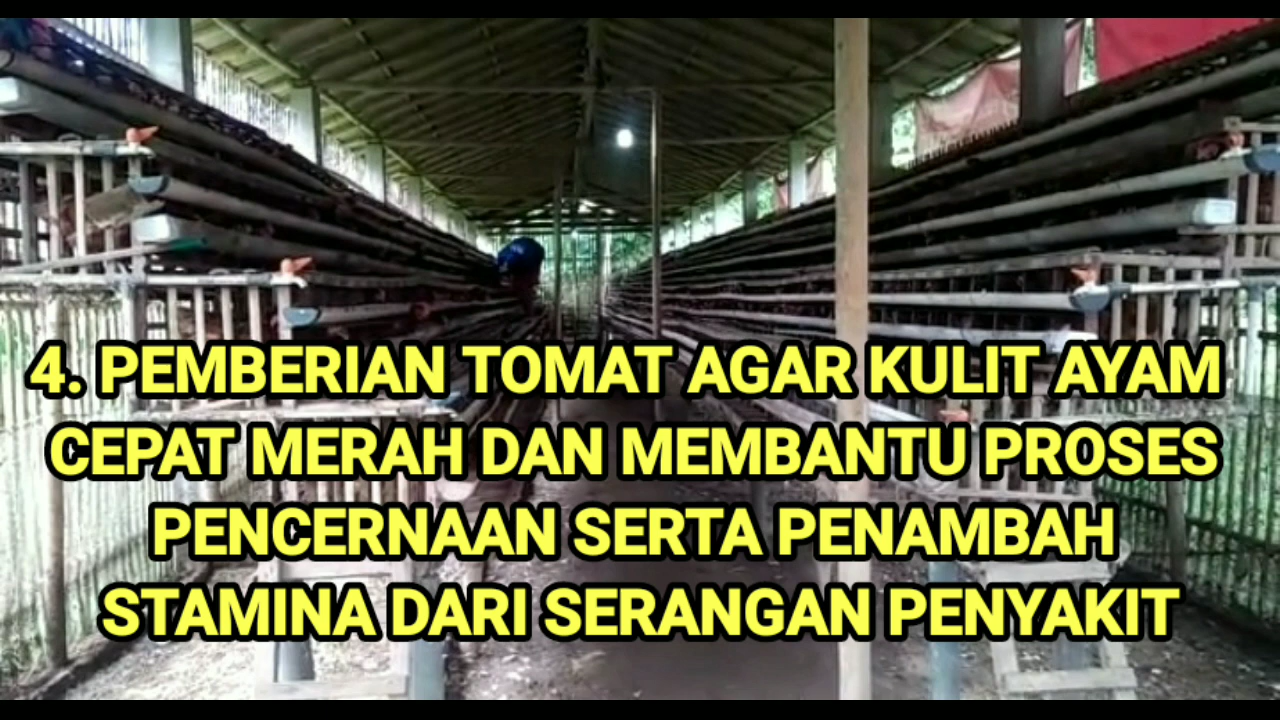 4. PEMBERIAN TOMAT AGAR KULIT AYAM
CEPAT MERAH DAN MEMBANTU PROSES
PENCERNAAN SERTA PENAMBAH
STAMINA DARI SERANGAN PENYAKIT